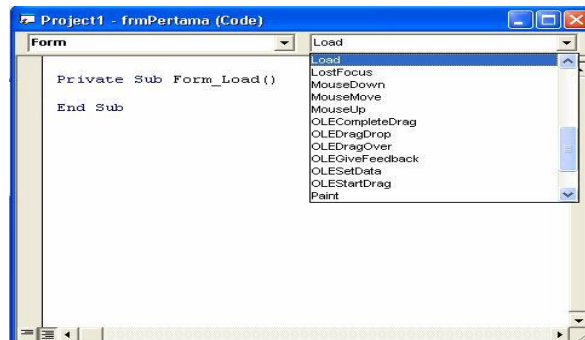 Project1 - frmPertama (Code)
Form
Load
Private Sub Form_Load()
End Sub
Load
LostFocus
MouseDown
MouseMove
MouseUp
OLECompleteDrag
OLEDragDrop
OLEDragOver
OLEGiveFeedback
OLESetData
OLEStartDrag
Paint